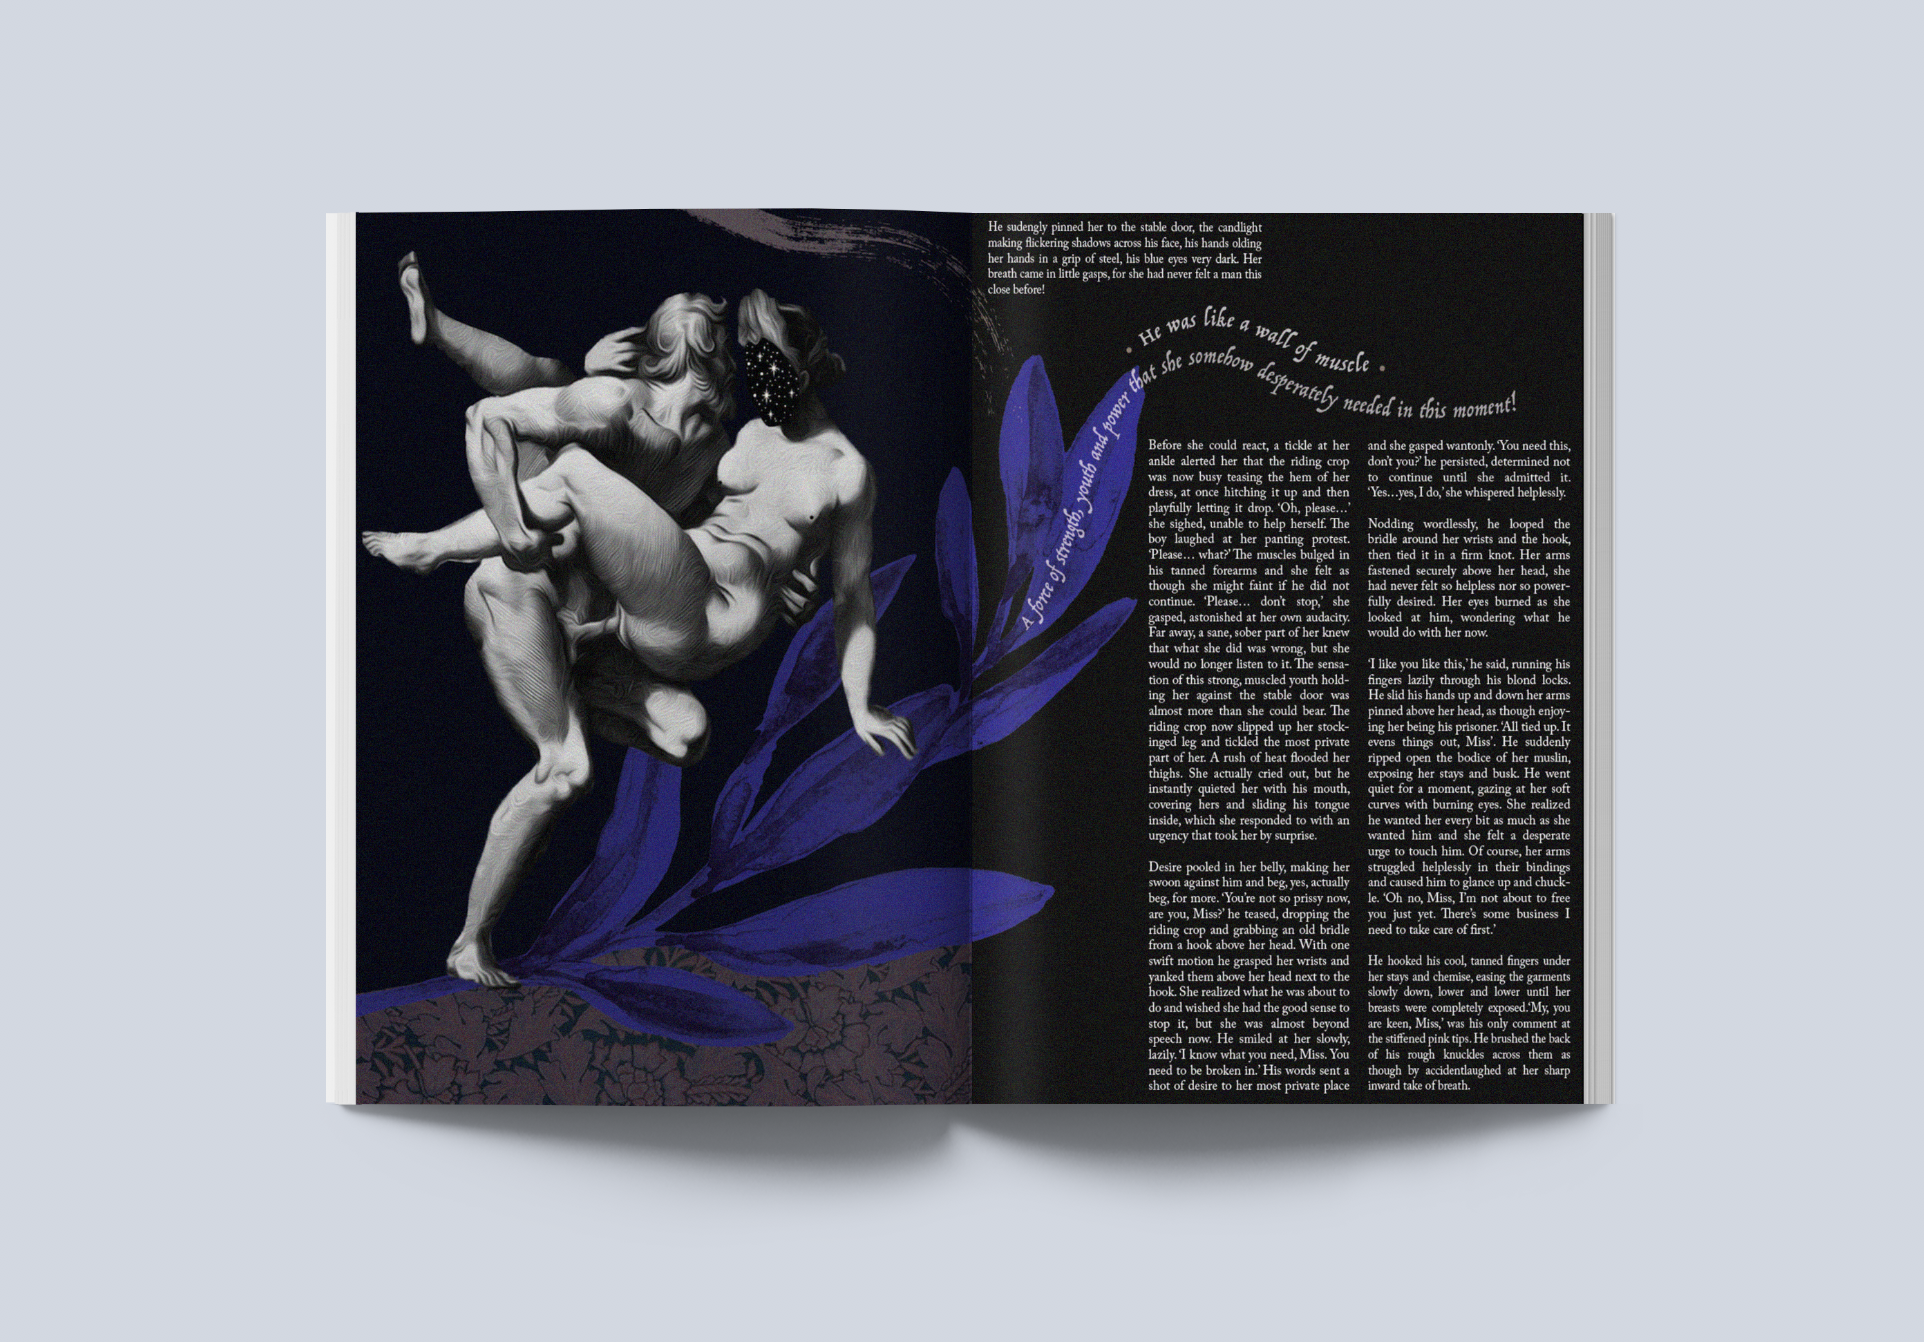 He sudengly pinned her to the stable door, the candlight
making flickering shadows across his face, his hands olding
her hands in a grip of steel, his blue eyes very dark. Her
breath came in little gasps, for she had never felt a man this
close before!
• He was like a wall of muscle •
A force of strength, youth and power that she somehow desperately needed in this moment!
Before she could react, a tickle at her
ankle alerted her that the riding crop
was now busy teasing the hem of her
dress, at once hitching it up and then
playfully letting it drop. ‘Oh, please…’
she sighed, unable to help herself. The
boy laughed at her panting protest.
‘Please… what?’ The muscles bulged in
his tanned forearms and she felt as
though she might faint if he did not
continue. ‘Please… don’t stop,’ she
gasped, astonished at her own audacity.
Far away, a sane, sober part of her knew
that what she did was wrong, but she
would no longer listen to it. The sensa-
tion of this strong, muscled youth hold-
ing her against the stable door was
almost more than she could bear. The
riding crop now slipped up her stock-
inged leg and tickled the most private
part of her. A rush of heat flooded her
thighs. She actually cried out, but he
instantly quieted her with his mouth,
covering hers and sliding his tongue
inside, which she responded to with an
urgency that took her by surprise.
Desire pooled in her belly, making her
swoon against him and beg, yes, actually
beg, for more. ‘You’re not so prissy now,
are you, Miss?’ he teased, dropping the
riding crop and grabbing an old bridle
from a hook above her head. With one
swift motion he grasped her wrists and
yanked them above her head next to the
hook. She realized what he was about to
do and wished she had the good sense to
stop it, but she was almost beyond
speech now. He smiled at her slowly,
lazily. ‘I know what you need, Miss. You
need to be broken in.’ His words sent a
shot of desire to her most private place
and she gasped wantonly. ‘You need this,
don’t you?’ he persisted, determined not
to continue until she admitted it.
‘Yes…yes, I do,’ she whispered helplessly.
Nodding wordlessly, he looped the
bridle around her wrists and the hook,
then tied it in a firm knot. Her arms
fastened securely above her head, she
had never felt so helpless nor so power-
fully desired. Her eyes burned as she
looked at him, wondering what he
would do with her now.
‘I like you like this,’ he said, running his
fingers lazily through his blond locks.
He slid his hands up and down her arms
pinned above her head, as though enjoy-
ing her being his prisoner. ‘All tied up. It
evens things out, Miss’. He suddenly
ripped open the bodice of her muslin,
exposing her stays and busk. He went
quiet for a moment, gazing at her soft
curves with burning eyes. She realized
he wanted her every bit as much as she
wanted him and she felt a desperate
urge to touch him. Of course, her arms
struggled helplessly in their bindings
and caused him to glance up and chuck-
le. ‘Oh no, Miss, I’m not about to free
you just yet. There’s some business I
need to take care of first.’
He hooked his cool, tanned fingers under
her stays and chemise, easing the garments
slowly down, lower and lower until her
breasts were completely exposed.‘My, you
are keen, Miss,’ was his only comment at
the stiffened pink tips. He brushed the back
of his rough knuckles across them as
though by accidentlaughed at her sharp
inward take of breath.